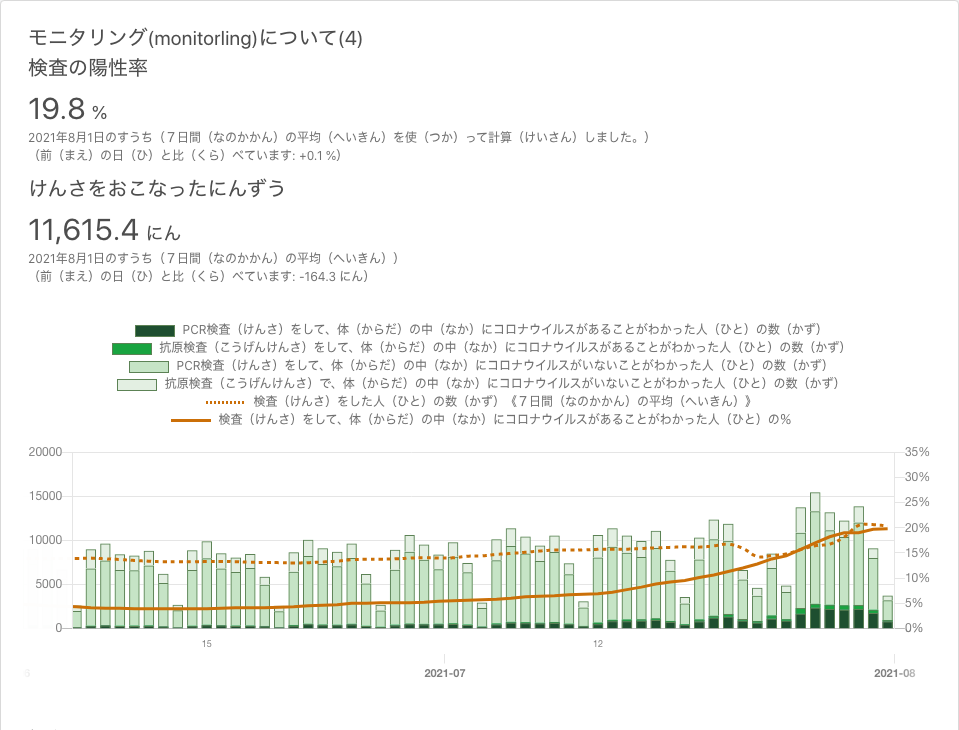 モニタリング(monitorling)について(4)
検査の陽性率
19.8 %
2021年8月1日のすうち（７日間（なのかかん）の平均（へいきん）を使（つか）って計算（けいさん）しました。）
（前（まえ）の日（ひ）と比（くら）べています: +0.1 %）
けんさをおこなったにんずう
11,615.4 にん
2021年8月1日のすうち（７日間（なのかかん）の平均（へいきん））
（前（まえ）の日（ひ）と比（くら）べています: -164.3 にん）
PCR検査（けんさ）をして、体（からだ）の中（なか）にコロナウイルスがあることがわかった人（ひと）の数（かず）
抗原検査（こうげんけんさ）をして、体（からだ）の中（なか）にコロナウイルスがあることがわかった人（ひと）の数（かず）
PCR検査（けんさ）をして、体（からだ）の中（なか）にコロナウイルスがいないことがわかった人（ひと）の数（かず）
抗原検査（こうげんけんさ）で、体（からだ）の中（なか）にコロナウイルスがいないことがわかった人（ひと）の数（かず）
検査（けんさ）をした人（ひと）の数（かず）《７日間（なのかかん）の平均（へいきん）》
検査（けんさ）をして、体（からだ）の中（なか）にコロナウイルスがあることがわかった人（ひと）の%
20000 35%
30%
15000
25%
10000 20%
15%
5000 10%
5%
0 0%
15 12
6 2021-07 2021-08